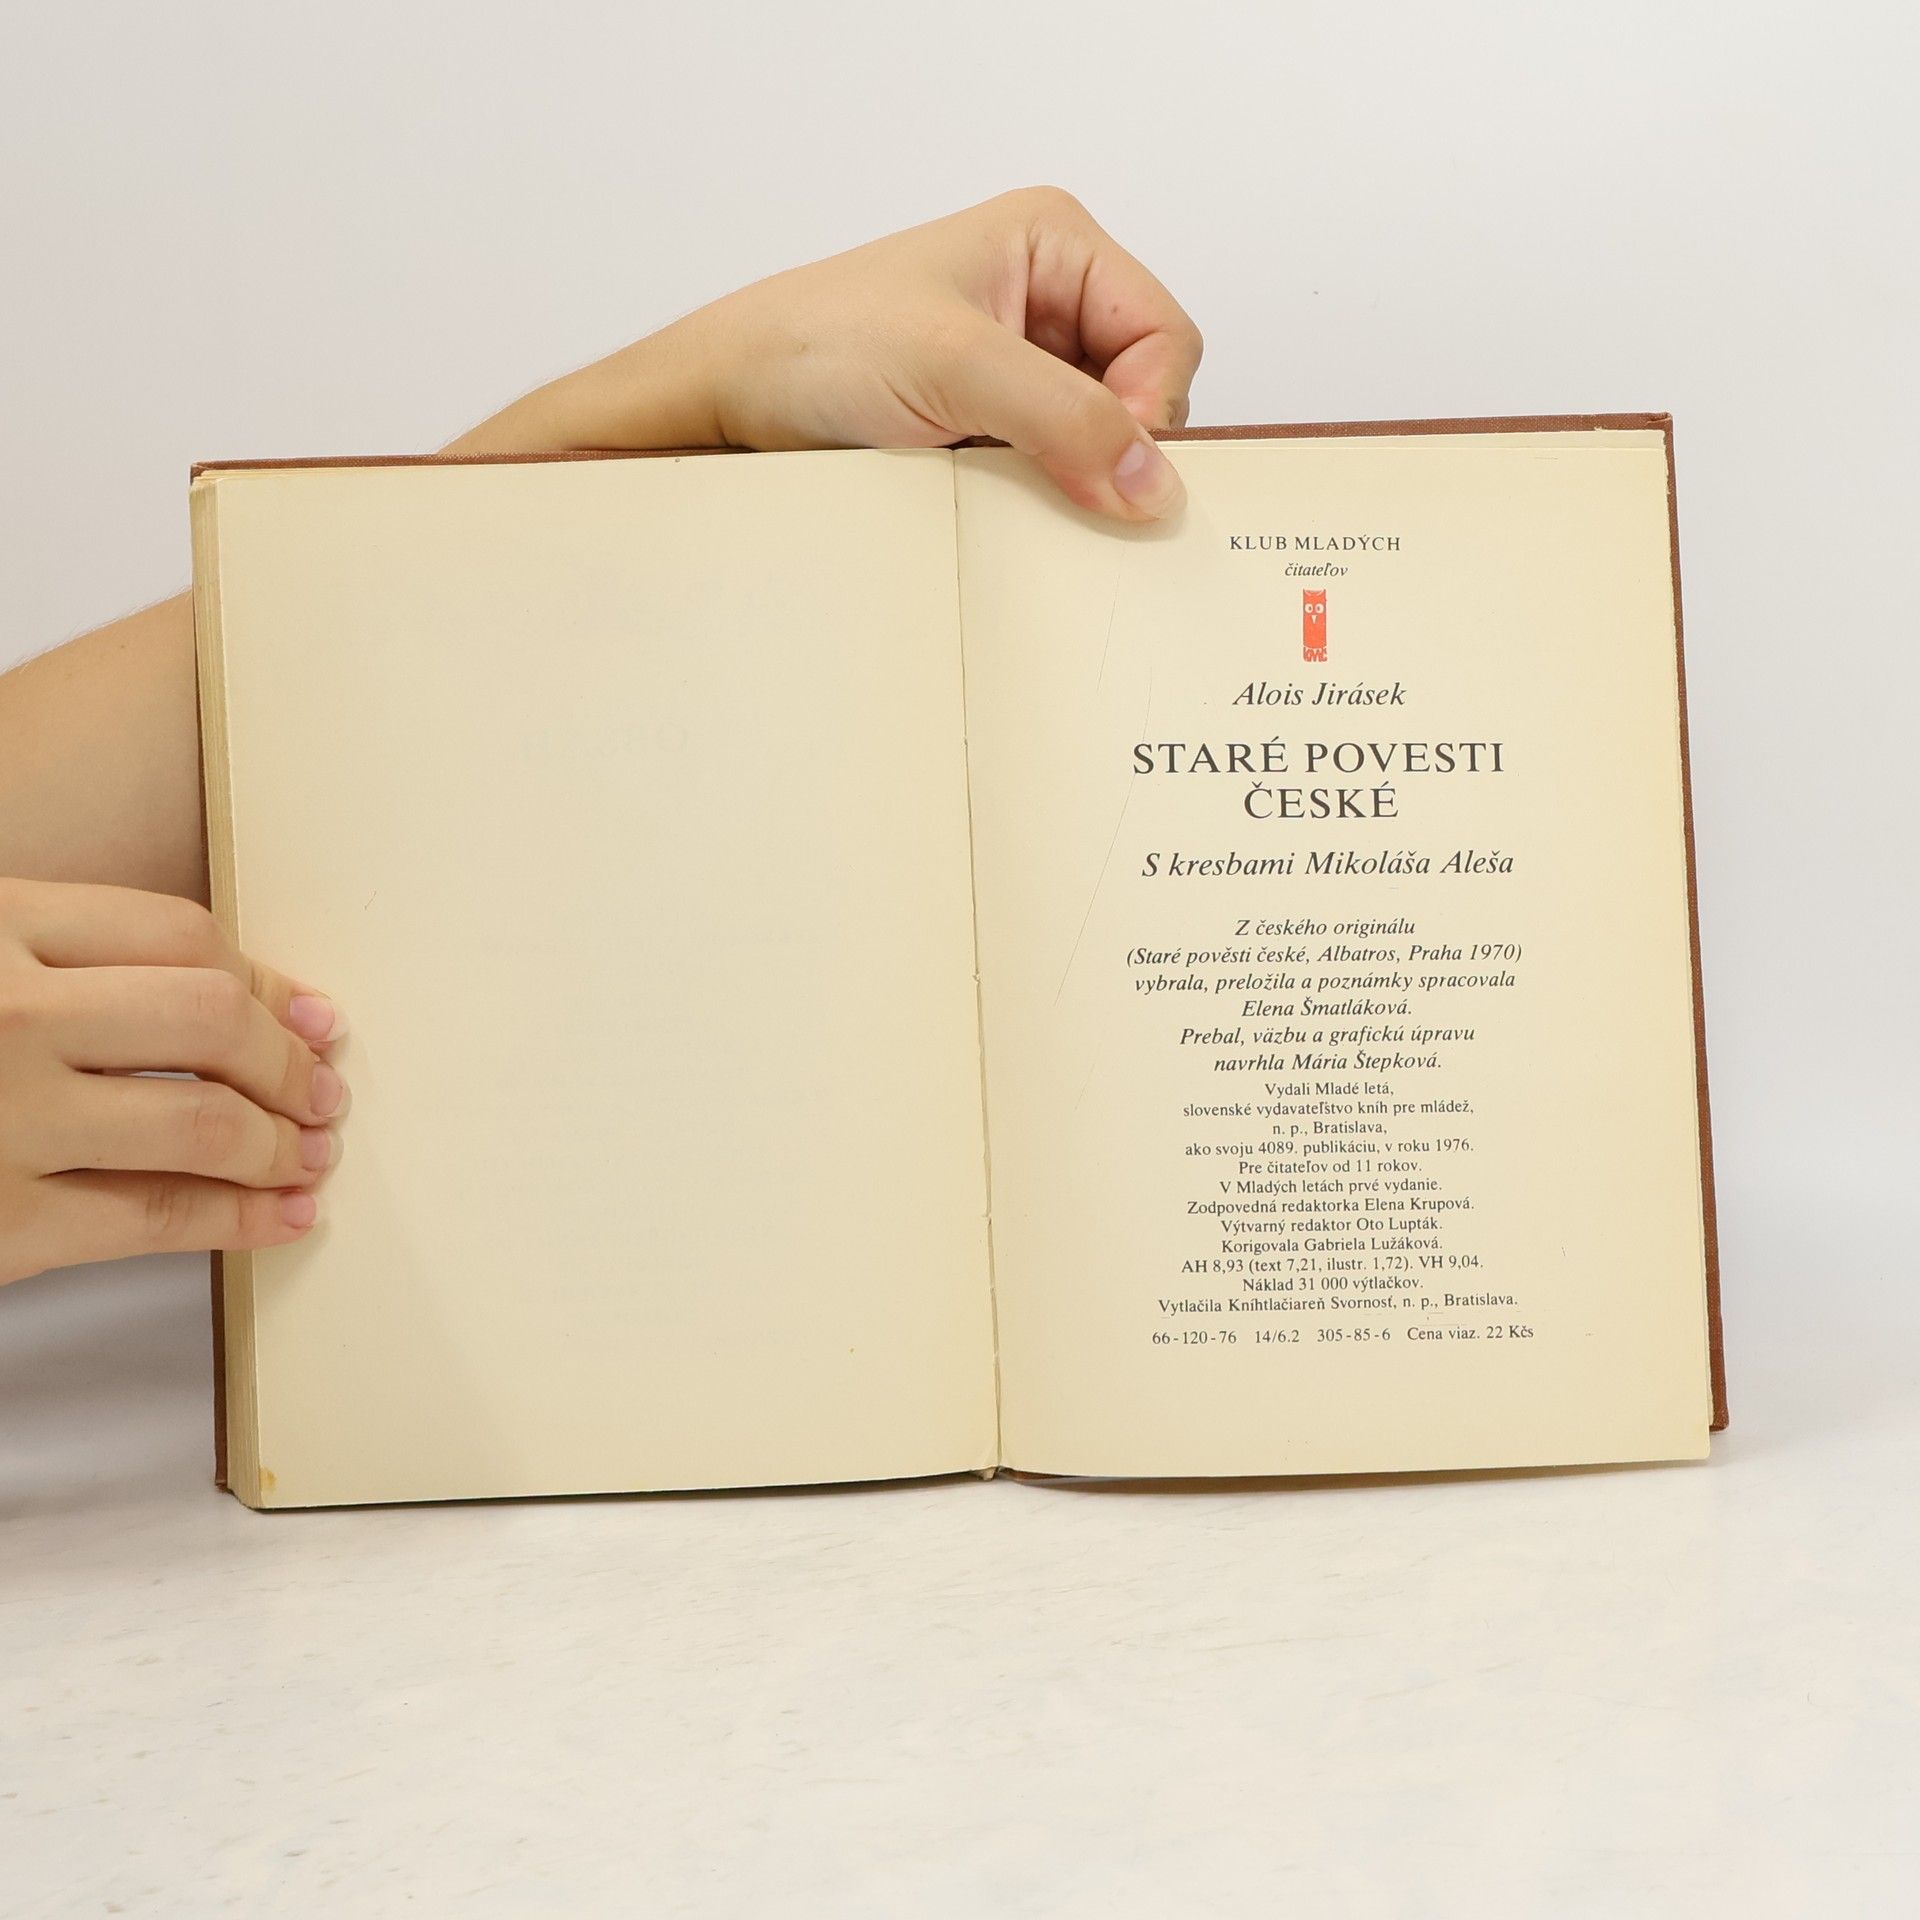 KLUB MLADÝCH
čitateľov
Alois Jirásek
STARÉ POVESTI
ČESKÉ
S kresbami Mikoláša Aleša
Z českého originálu
(Staré pověsti české, Albatros, Praha 1970)
vybrala, preložila a poznámky spracovala
Elena Šmatláková.
Prebal, väzbu a grafickú úpravu
navrhla Mária Štepková.
Vydali Mladé letá,
slovenské vydavateľstvo kníh pre mládež,
n. p., Bratislava,
ako svoju 4089. publikáciu, v roku 1976.
Pre čitateľov od 11 rokov.
V Mladých letách prvé vydanie.
Zodpovedná redaktorka Elena Krupová.
Výtvarný redaktor Oto Lupták.
Korigovala Gabriela Lužáková.
AH 8,93 (text 7,21, ilustr. 1,72). VH 9,04.
Náklad 31 000 výtlačkov.
Vytlačila Kníhtlačiareň Svornosť, n. p., Bratislava.
66-120-76 14/6.2 305-85-6 Cena viaz. 22 Kčs